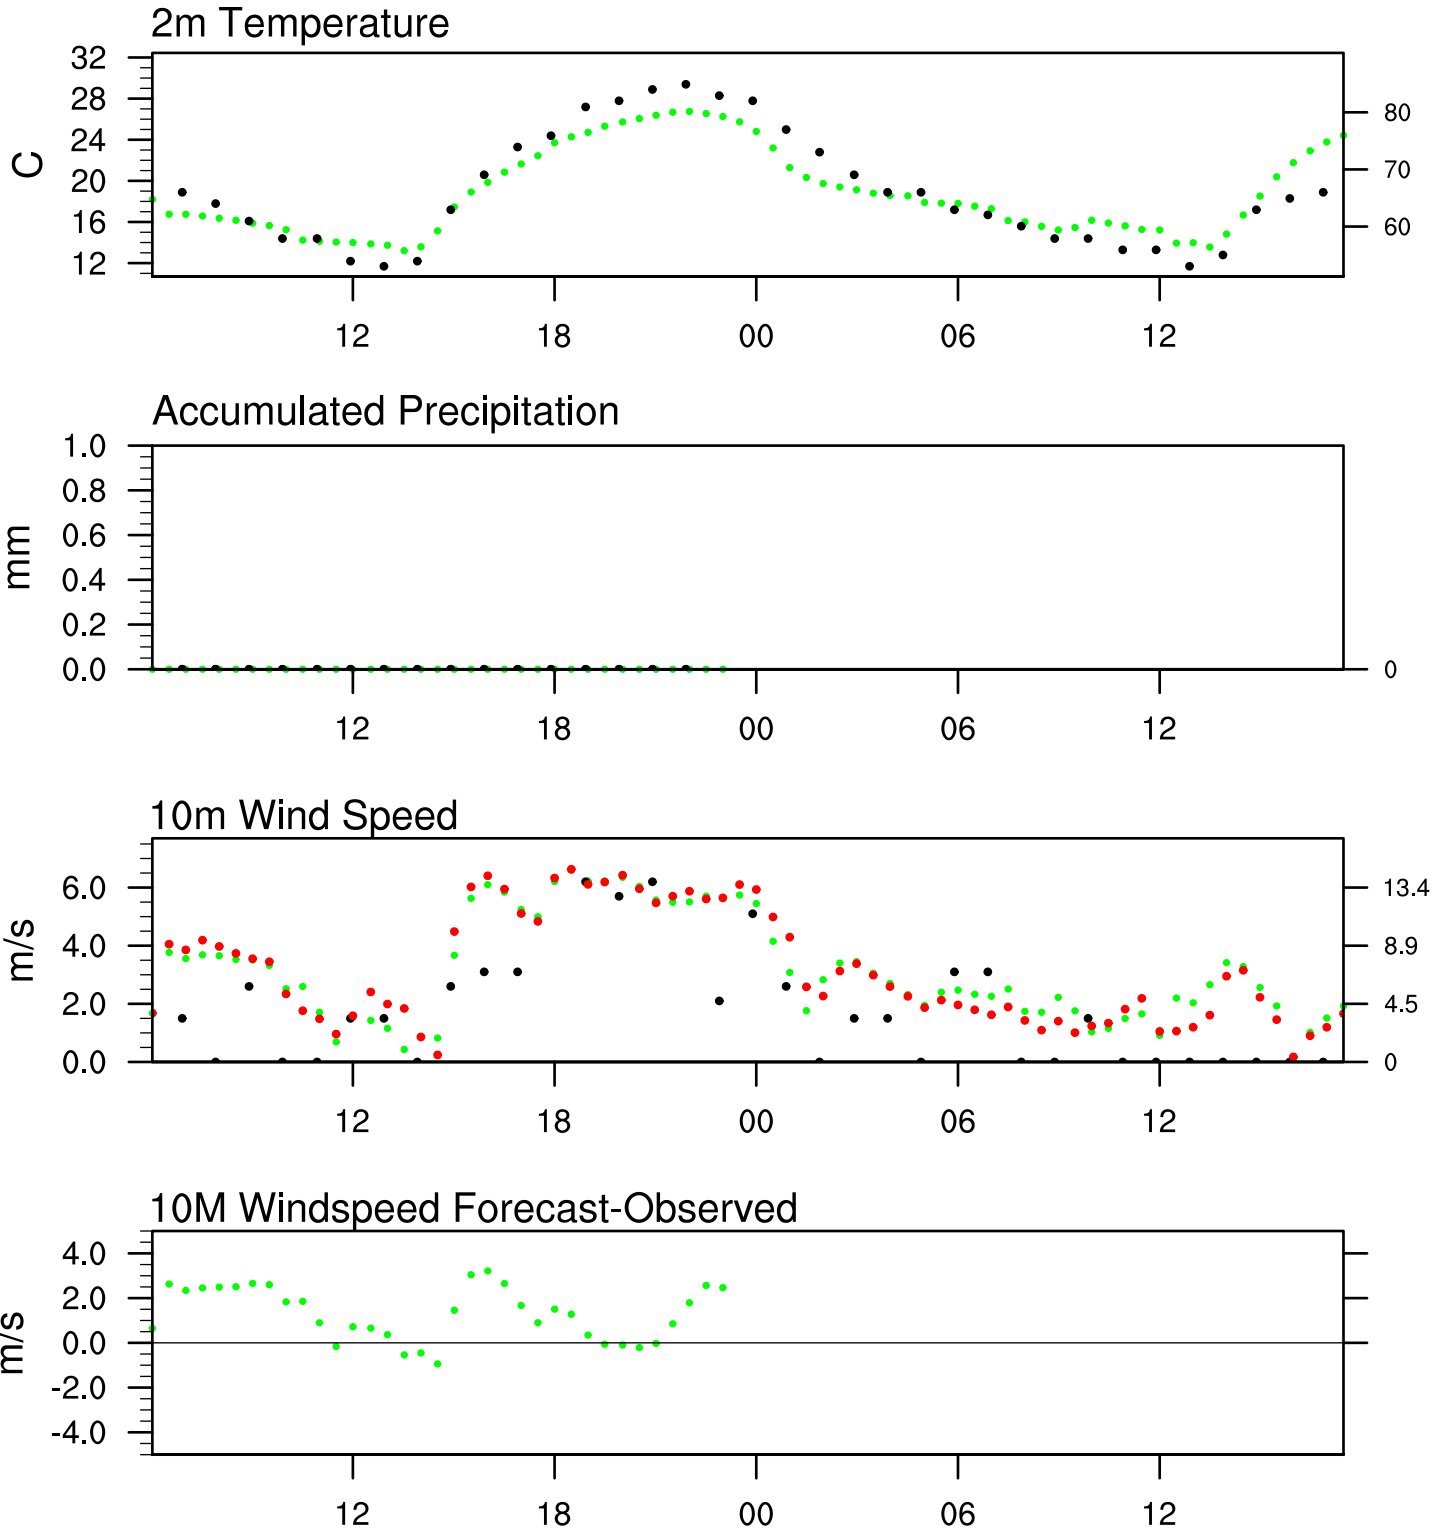 2m Temperature
32
28
24
20
16
12
C
80
70
60
12 18 00 06 12
Accumulated Precipitation
1.0
0.8
0.6
0.4
0.2
0.0
mm
0
12 18 00 06 12
10m Wind Speed
6.0
4.0
2.0
0.0
m/s
13.4
8.9
4.5
0
12 18 00 06 12
10M Windspeed Forecast-Observed
4.0
2.0
0.0
-2.0
-4.0
m/s
12 18 00 06 12